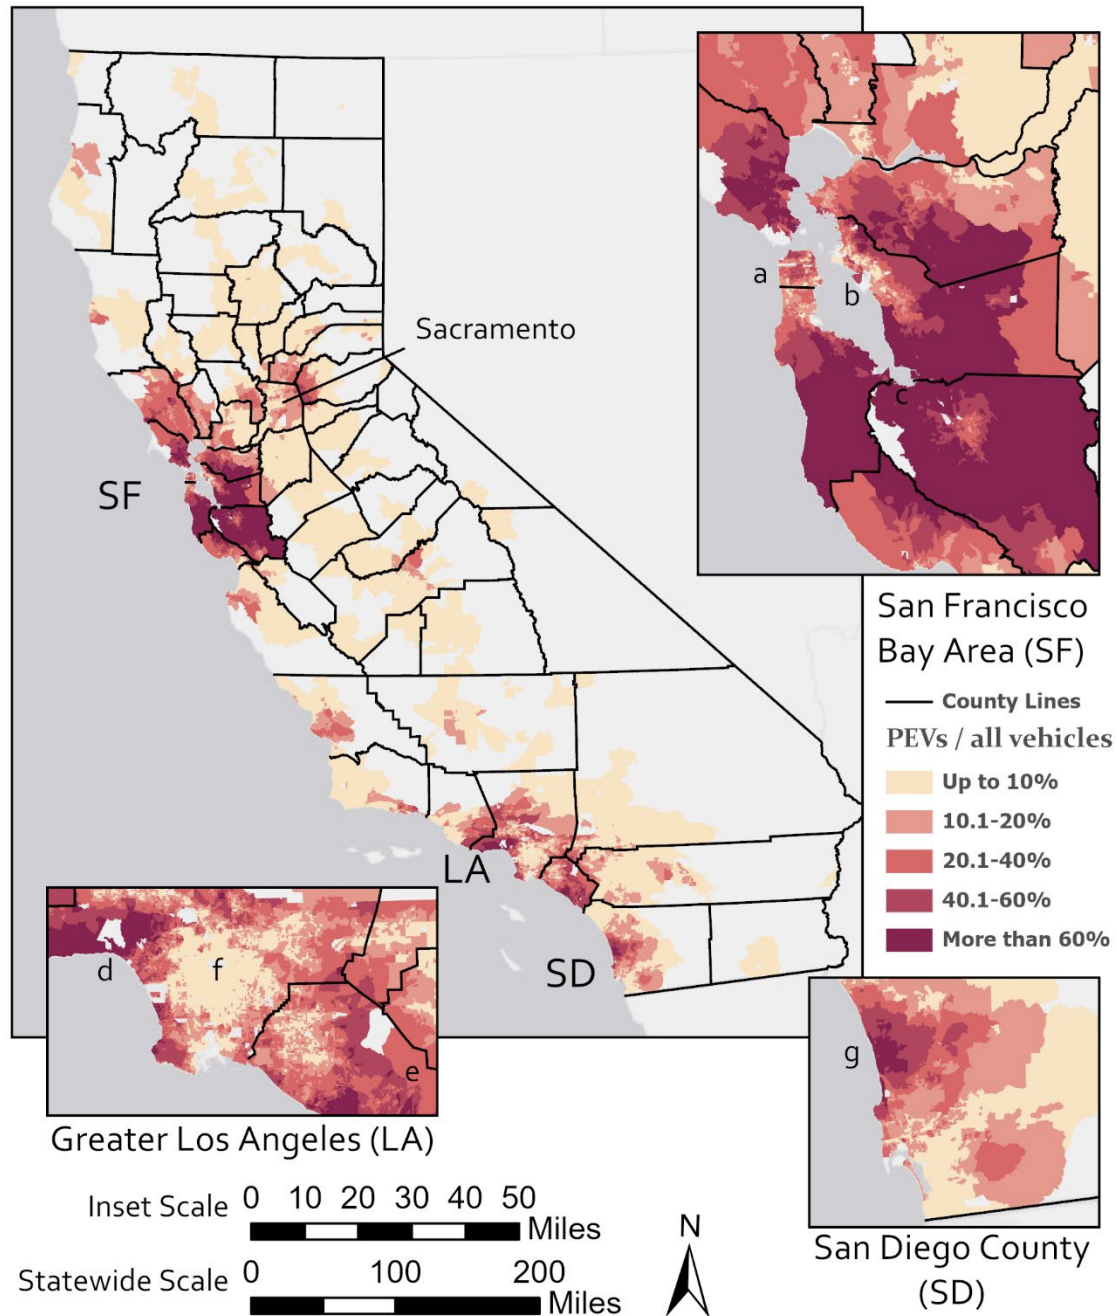 Sacramento
SF
LA
SD
a
b
c
San Francisco
Bay Area (SF)
County Lines
PEVs / all vehicles
Up to 10%
10.1-20%
20.1-40%
40.1-60%
More than 60%
d
f
e
Greater Los Angeles (LA)
g
San Diego County
(SD)
Inset Scale
0 10 20 30 40 50
Miles
Statewide Scale
0 100 200
Miles
N